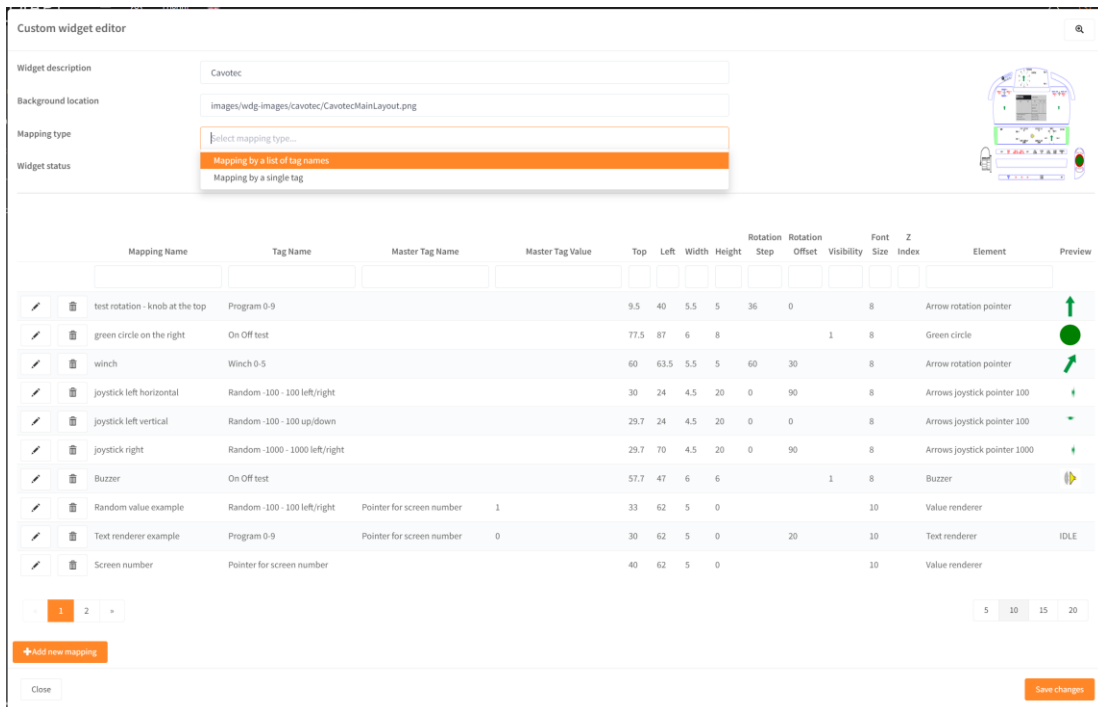 Custom widget editor
Widget description
Cavotec
Background location
images/wdg-images/cavotec/CavotecMainLayout.png
Mapping type
Select mapping type...
Mapping by a list of tag names
Widget status
Mapping by a single tag
Mapping Name Tag Name Master Tag Name Master Tag Value Top Left Width Height Rotation Step Rotation Offset Visibility Font Size Z Index Element Preview
test rotation - knob at the top Program 0-9 9.5 40 5.5 5 36 0 8 Arrow rotation pointer
green circle on the right On Off test 77.5 87 6 8 1 8 Green circle
winch Winch 0-5 60 63.5 5.5 5 60 30 8 Arrow rotation pointer
joystick left horizontal Random -100 - 100 left/right 30 24 4.5 20 0 90 8 Arrows joystick pointer 100
joystick left vertical Random -100 - 100 up/down 29.7 24 4.5 20 0 0 8 Arrows joystick pointer 100
joystick right Random -1000 - 1000 left/right 29.7 70 4.5 20 0 90 8 Arrows joystick pointer 1000
Buzzer On Off test 57.7 47 6 6 1 8 Buzzer
Random value example Random -100 - 100 left/right Pointer for screen number 1 33 62 5 0 10 Value renderer
Text renderer example Program 0-9 Pointer for screen number 0 30 62 5 0 20 10 Text renderer IDLE
Screen number Pointer for screen number 40 62 5 0 10 Value renderer
« 1 2 » 5 10 15 20
+Add new mapping
Close Save changes